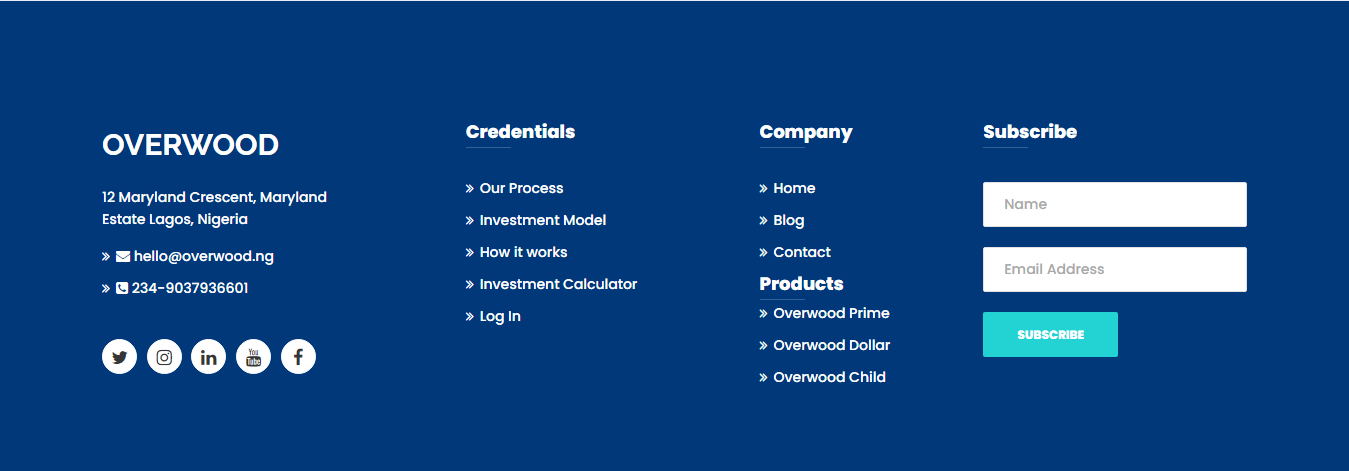 OVERWOOD
12 Maryland Crescent, Maryland
Estate Lagos, Nigeria
hello@overwood.ng
234-9037936601
You
Tube
Credentials
Our Process
Investment Model
How it works
Investment Calculator
Log In
Company
Home
Blog
Contact
Products
Overwood Prime
Overwood Dollar
Overwood Child
Subscribe
Name
Email Address
SUBSCRIBE